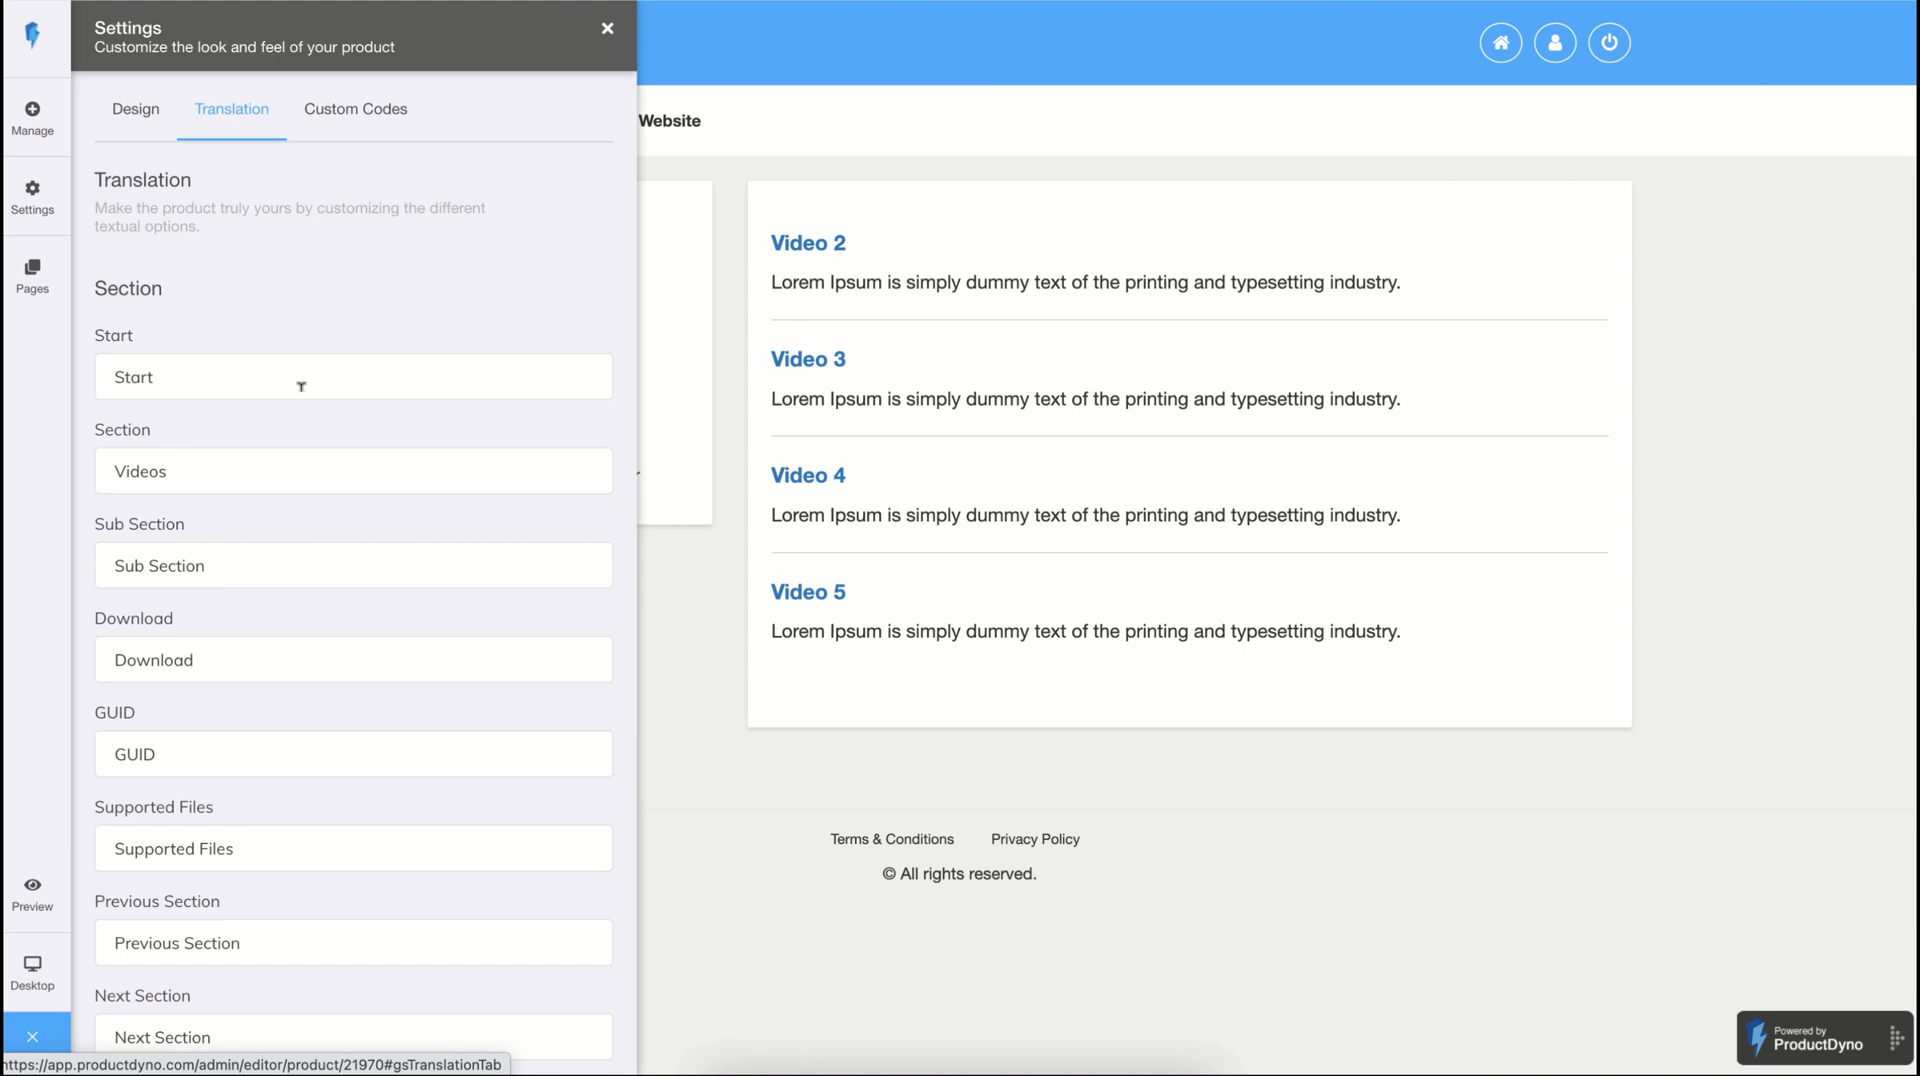 Settings
Customize the look and feel of your product
Manage
Settings
Pages
Preview
Desktop
Design
Translation
Custom Codes
Translation
Make the product truly yours by customizing the different
textual options.
Section
Start
Start
Section
Videos
Sub Section
Sub Section
Download
Download
GUID
GUID
Supported Files
Supported Files
Previous Section
Previous Section
Next Section
Next Section
https://app.productdyno.com/admin/editor/product/21970#gsTranslationTab
Website
Video 2
Lorem Ipsum is simply dummy text of the printing and typesetting industry.
Video 3
Lorem Ipsum is simply dummy text of the printing and typesetting industry.
Video 4
Lorem Ipsum is simply dummy text of the printing and typesetting industry.
Video 5
Lorem Ipsum is simply dummy text of the printing and typesetting industry.
Terms & Conditions
Privacy Policy
© All rights reserved.
Powered by
ProductDyno